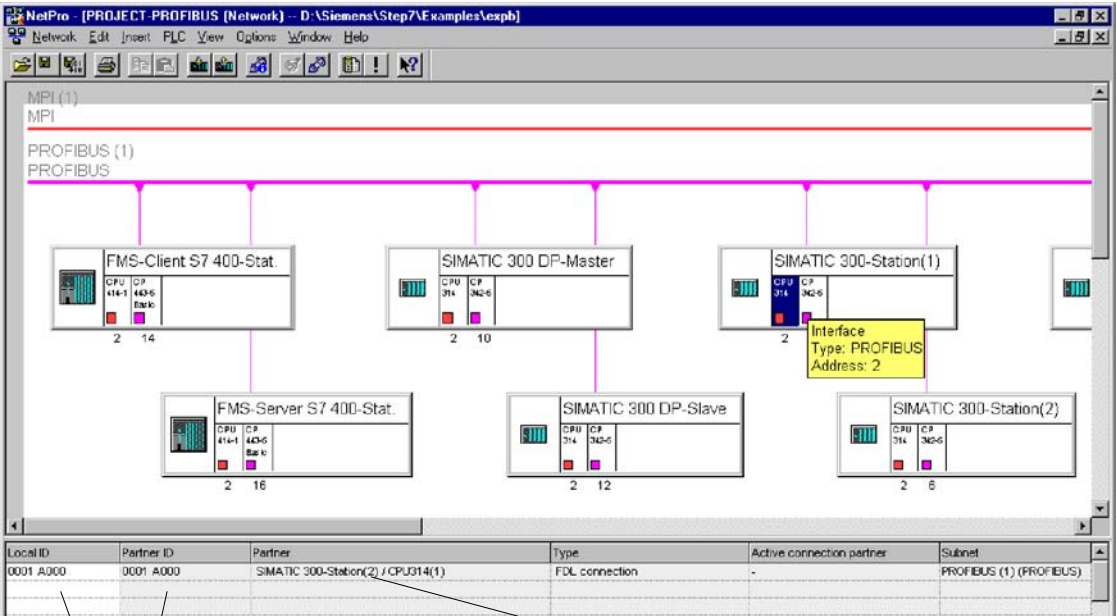 NetPro - [PROJECT-PROFIBUS (Network) -- D:\Siemens\Step7\Examples\expb]
Network Edit Insert PLC View Options Window Help
MPI (1)
MPI
PROFIBUS (1)
PROFIBUS
FMS-Client S7 400-Stat.
CPU CP
414-1 443-5
Basic
2 14
SIMATIC 300 DP-Master
CPU CP
314 342-5
2 10
SIMATIC 300-Station(1)
CPU CP
314 342-5
2
Interface
Type: PROFIBUS
Address: 2
FMS-Server S7 400-Stat.
CPU CP
414-1 443-5
Basic
2 16
SIMATIC 300 DP-Slave
CPU CP
314 342-5
2 12
SIMATIC 300-Station(2)
CPU CP
314 342-5
2 6
Local ID Partner ID Partner Type Active connection partner Subnet
0001 A000 0001 A000 SIMATIC 300-Station(2) / CPU314(1) FDL connection - PROFIBUS (1) (PROFIBUS)